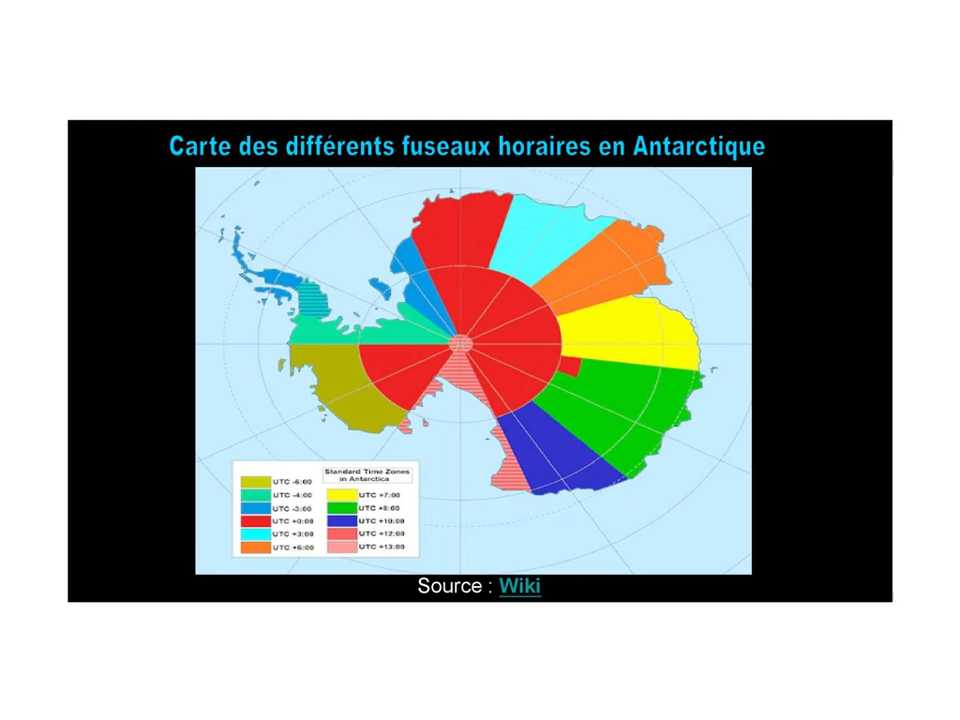 Carte des différents fuseaux horaires en Antarctique
Standard Time Zones
in Antarctica
UTC -6:00
UTC -4:00
UTC -3:00
UTC +0:00
UTC +3:00
UTC +6:00
UTC +7:00
UTC +8:00
UTC +10:00
UTC +12:00
UTC +13:00
Source : Wiki